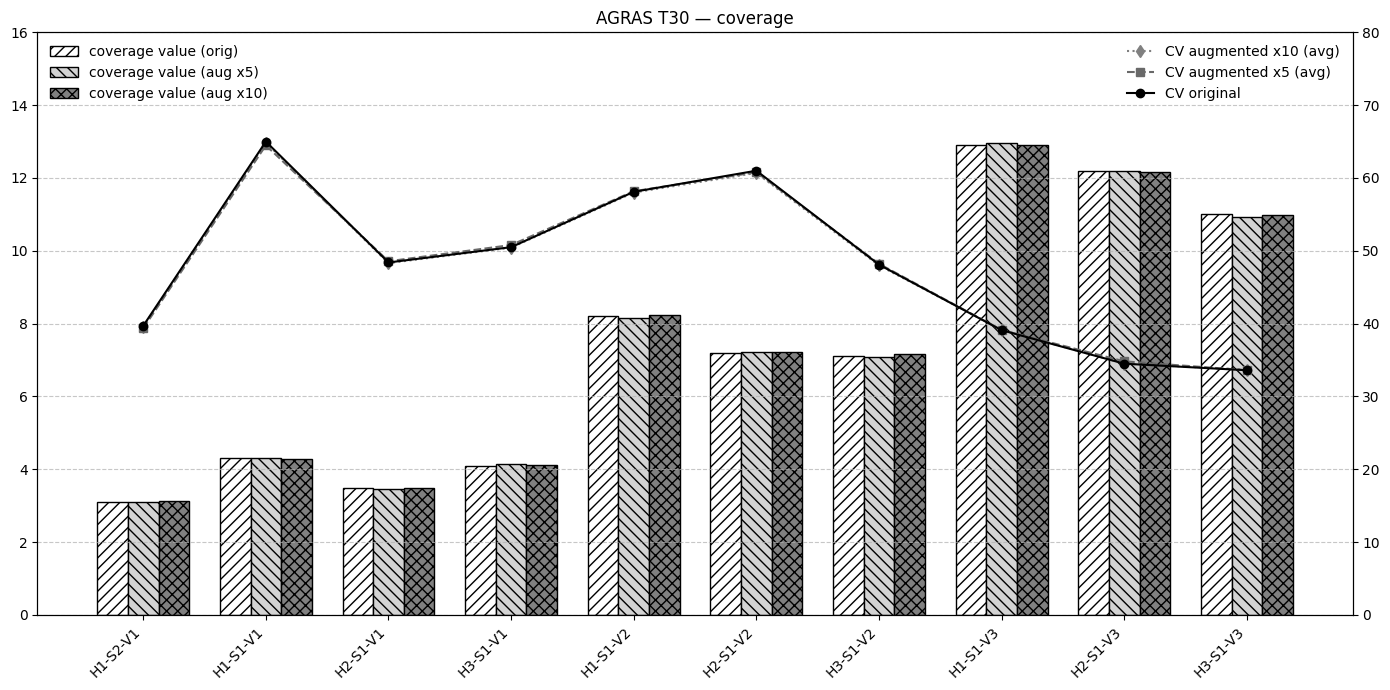 AGRAS T30 — coverage
coverage value (orig)
coverage value (aug x5)
coverage value (aug x10)
CV augmented x10 (avg)
CV augmented x5 (avg)
CV original
16
14
12
10
8
6
4
2
0
80
70
60
50
40
30
20
10
0
H1-S2-V1
H1-S1-V1
H2-S1-V1
H3-S1-V1
H1-S1-V2
H2-S1-V2
H3-S1-V2
H1-S1-V3
H2-S1-V3
H3-S1-V3